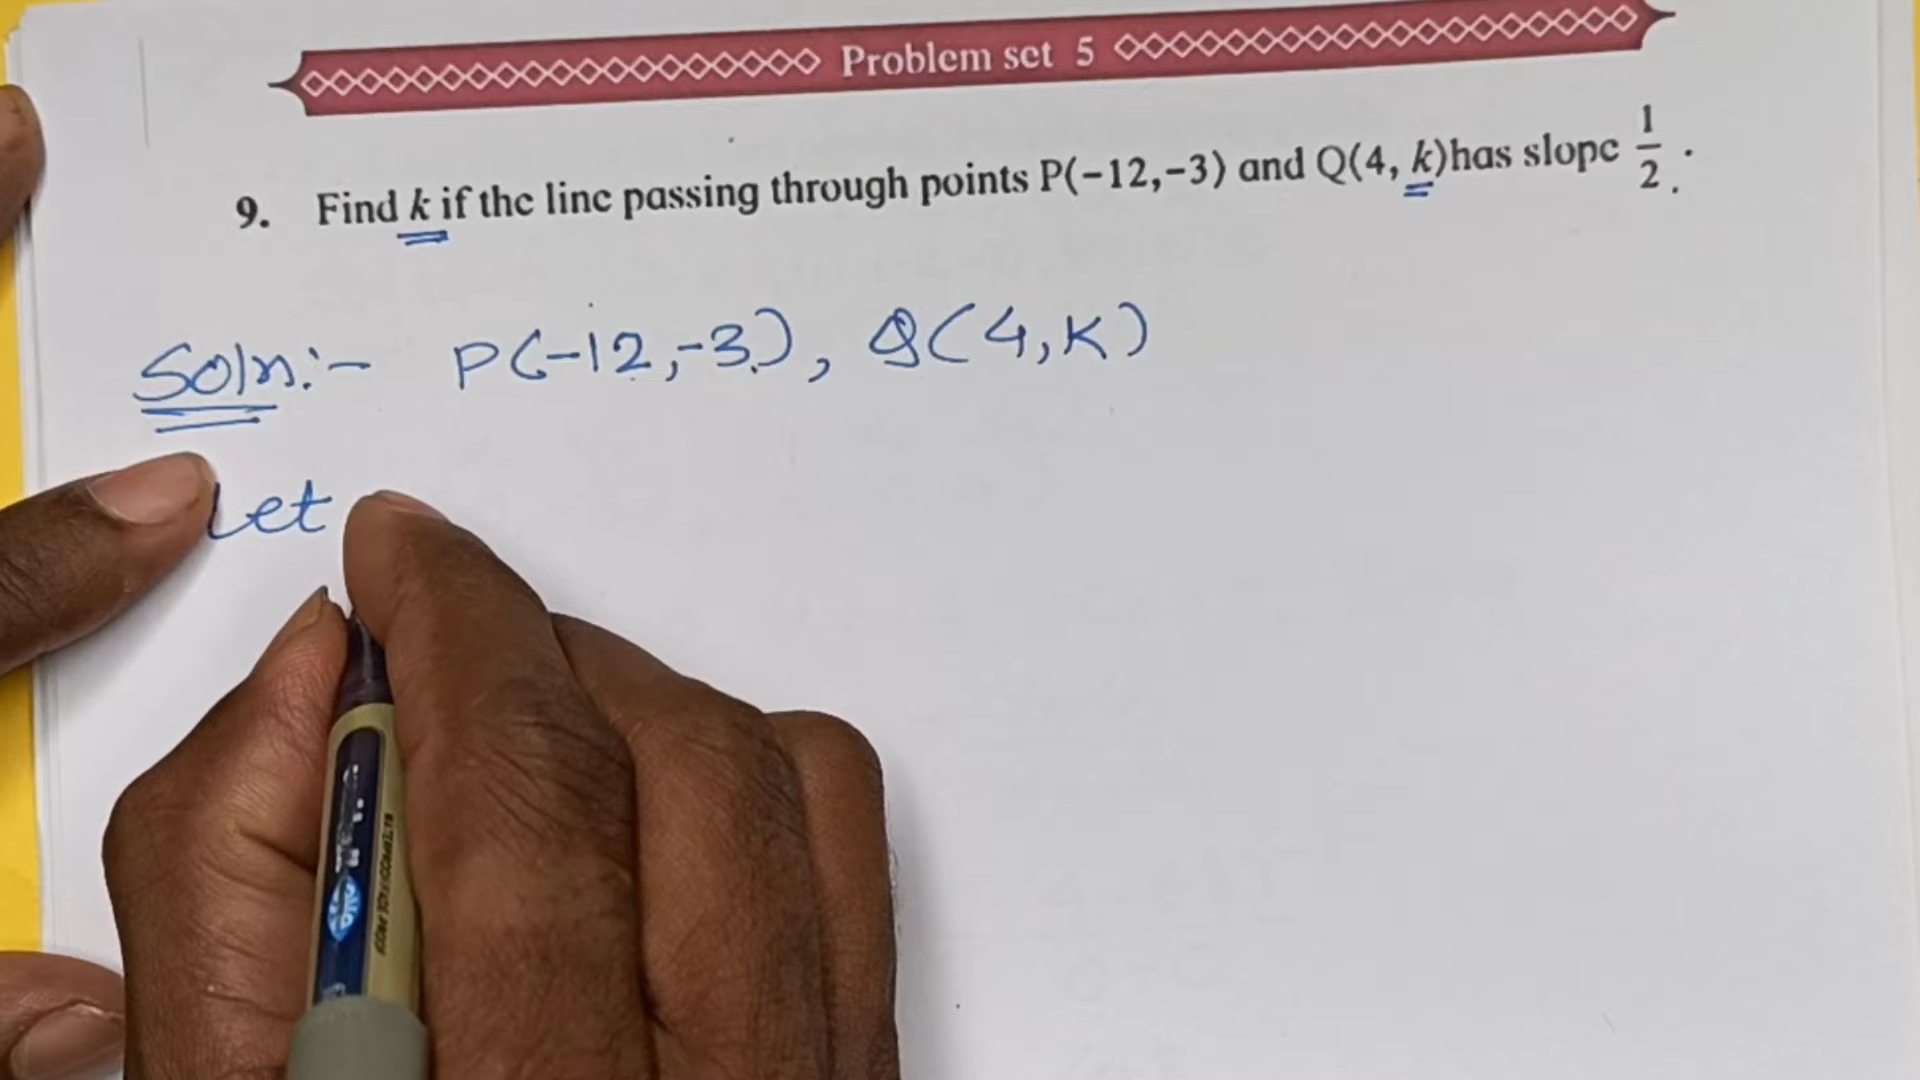 Problem set 5
9. Find k if the line passing through points P(−12,−3) and Q(4, k)has slope 1/2 .
Soln:- P(-12,-3), Q(4,K)
Let